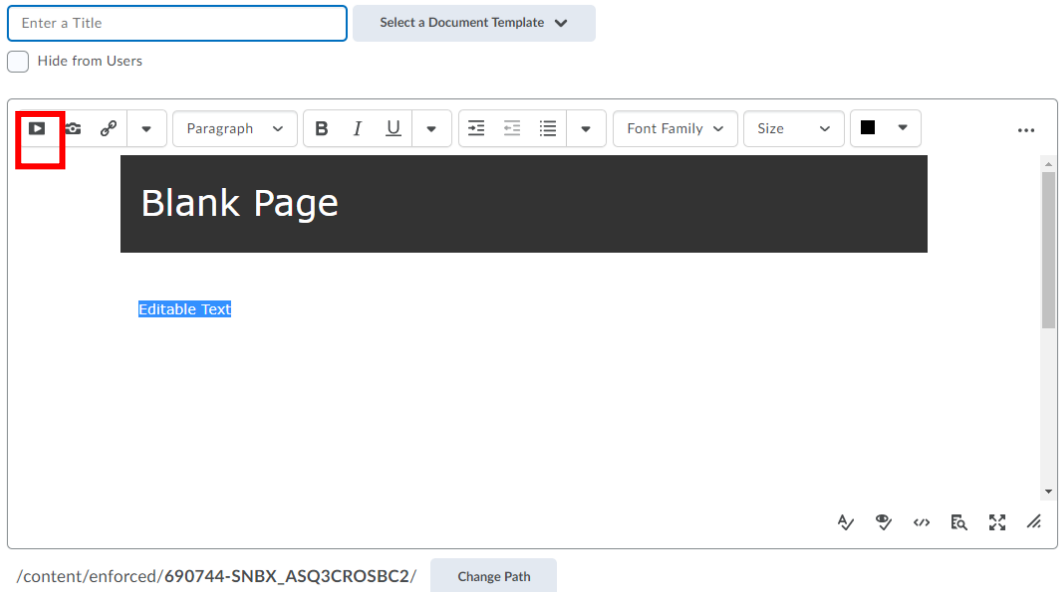 Enter a Title
Select a Document Template
Hide from Users
Paragraph B I U Font Family Size
Blank Page
Editable Text
/content/enforced/690744-SNBX_ASQ3CROSBC2/ Change Path